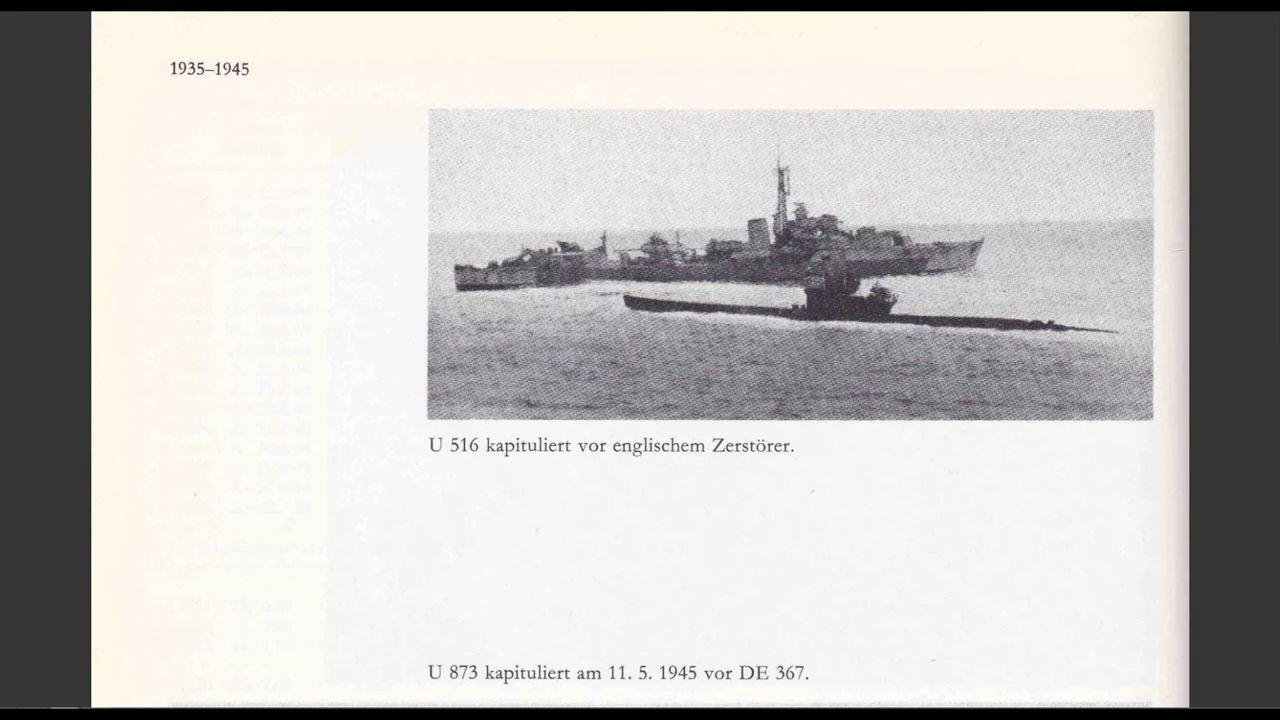 1935–1945
U 516 kapituliert vor englischem Zerstörer.
U 873 kapituliert am 11. 5. 1945 vor DE 367.